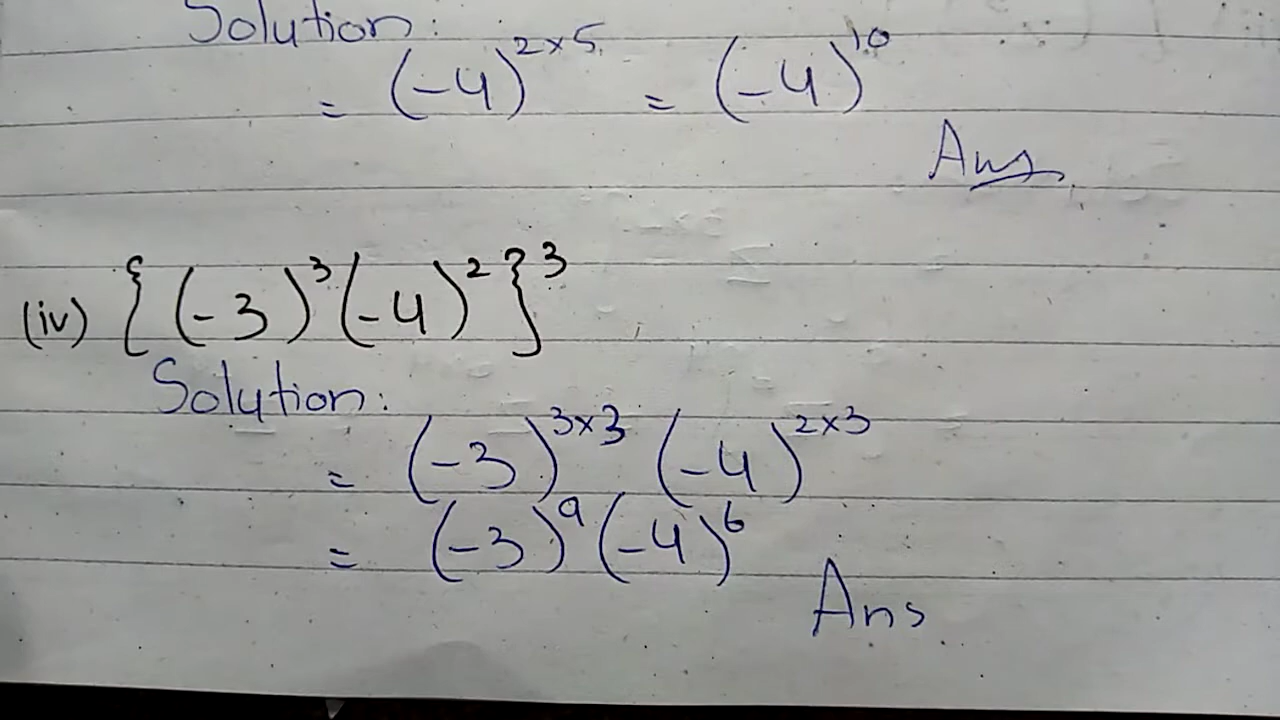 Solution:
= (-4)^{2×5} = (-4)^{10}
Ans
(iv) {(-3)^3 (-4)^2}^3
Solution:
= (-3)^{3×3} (-4)^{2×3}
= (-3)^9 (-4)^6
Ans